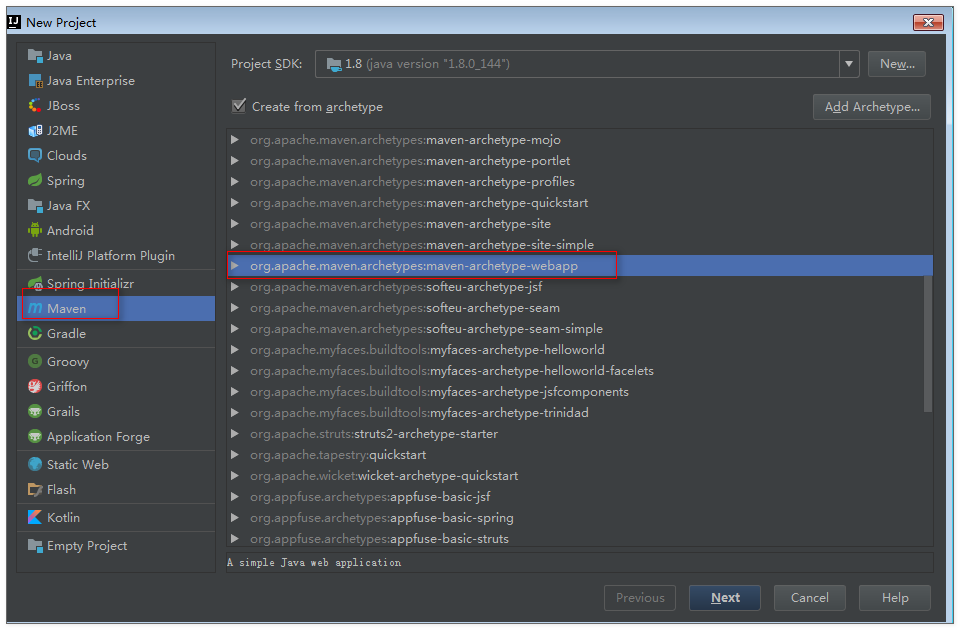 IJ New Project
Java
Java Enterprise
JBoss
J2ME
Clouds
Spring
Java FX
Android
IntelliJ Platform Plugin
Spring Initializr
Maven
Gradle
Groovy
Griffon
Grails
Application Forge
Static Web
Flash
Kotlin
Empty Project
Project SDK: 1.8 (java version "1.8.0_144") New...
Create from archetype Add Archetype...
org.apache.maven.archetypes:maven-archetype-mojo
org.apache.maven.archetypes:maven-archetype-portlet
org.apache.maven.archetypes:maven-archetype-profiles
org.apache.maven.archetypes:maven-archetype-quickstart
org.apache.maven.archetypes:maven-archetype-site
org.apache.maven.archetypes:maven-archetype-site-simple
org.apache.maven.archetypes:maven-archetype-webapp
org.apache.maven.archetypes:softeu-archetype-jsf
org.apache.maven.archetypes:softeu-archetype-seam
org.apache.maven.archetypes:softeu-archetype-seam-simple
org.apache.myfaces.buildtools:myfaces-archetype-helloworld
org.apache.myfaces.buildtools:myfaces-archetype-helloworld-facelets
org.apache.myfaces.buildtools:myfaces-archetype-jsfcomponents
org.apache.myfaces.buildtools:myfaces-archetype-trinidad
org.apache.struts:struts2-archetype-starter
org.apache.tapestry:quickstart
org.apache.wicket:wicket-archetype-quickstart
org.appfuse.archetypes:appfuse-basic-jsf
org.appfuse.archetypes:appfuse-basic-spring
org.appfuse.archetypes:appfuse-basic-struts
A simple Java web application
Previous Next Cancel Help